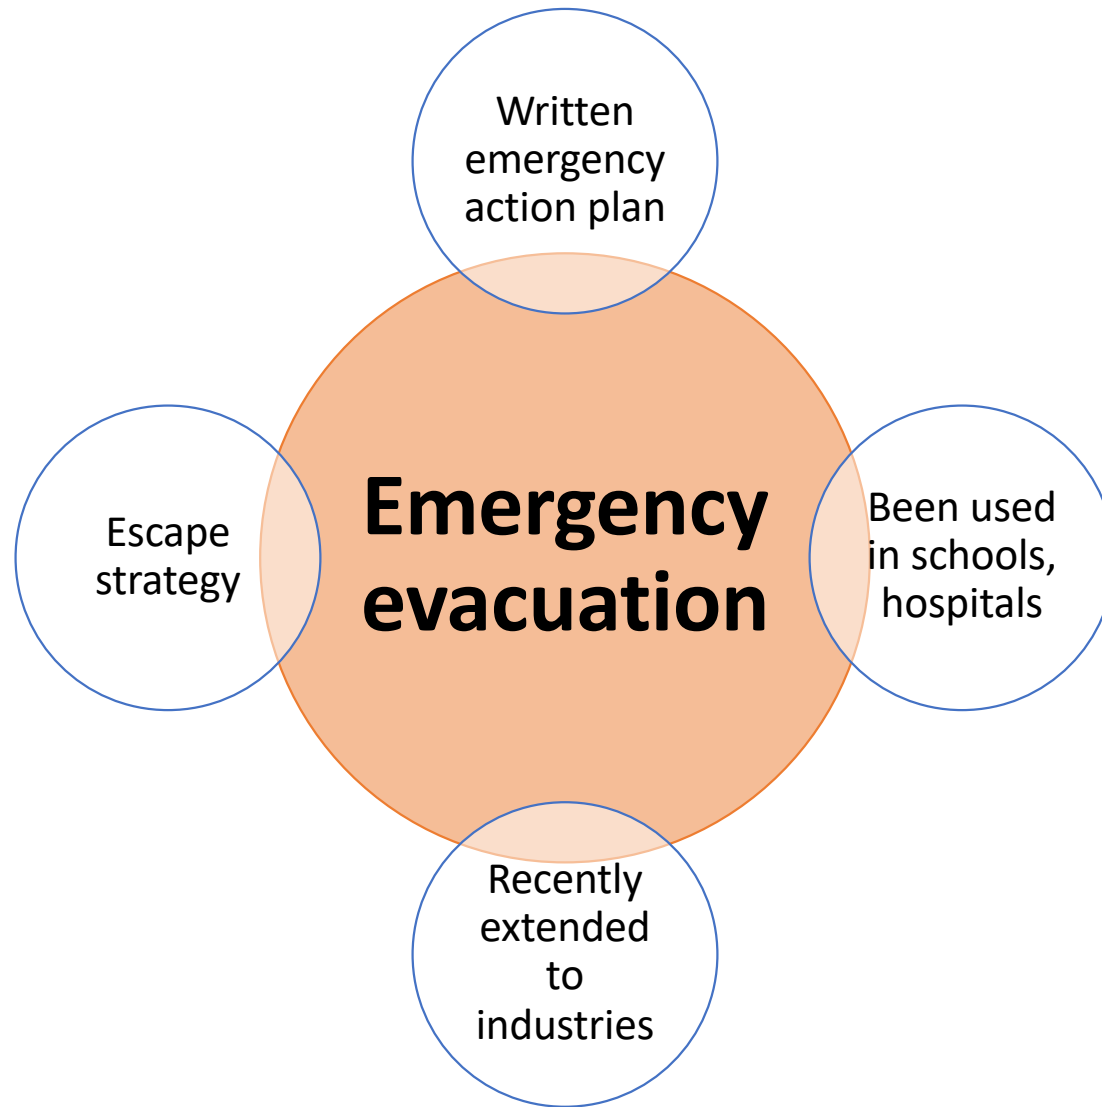 Written
emergency
action plan
Escape
strategy
Emergency
evacuation
Been used
in schools,
hospitals
Recently
extended
to
industries